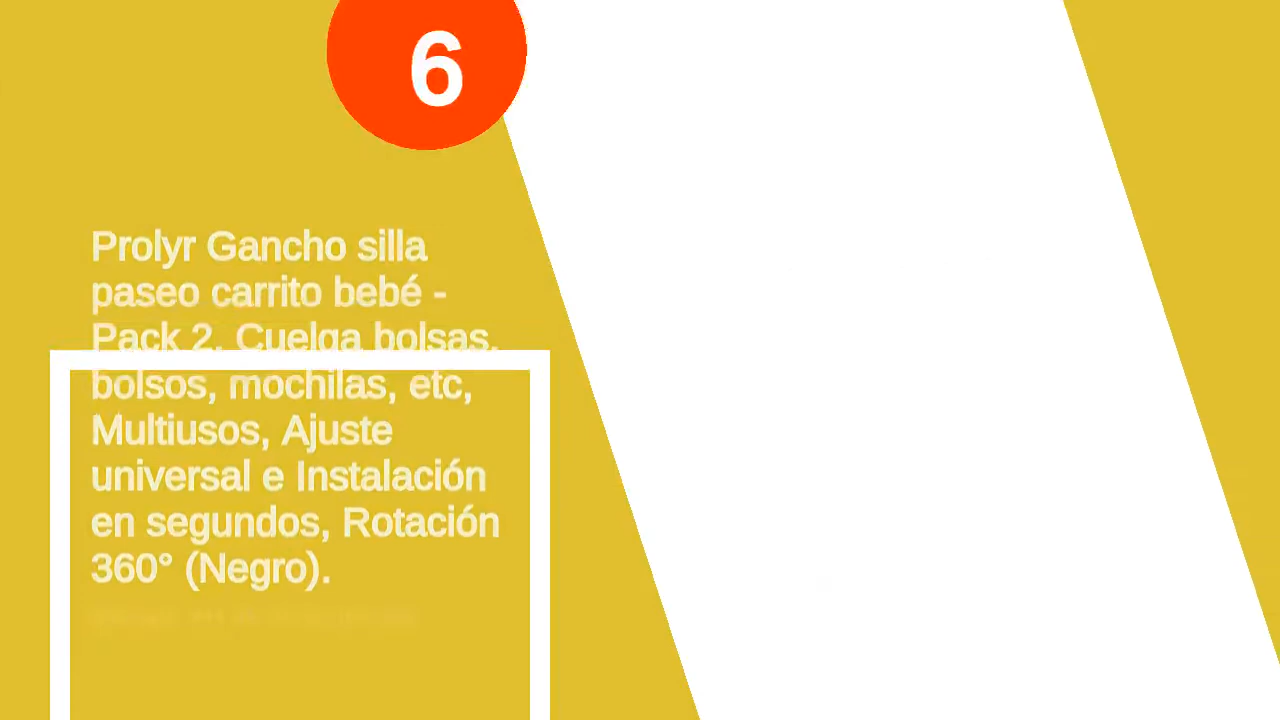 6
Prolyr Gancho silla
paseo carrito bebé -
Pack 2. Cuelga bolsas,
bolsos, mochilas, etc,
Multiusos, Ajuste
universal e Instalación
en segundos, Rotación
360° (Negro).